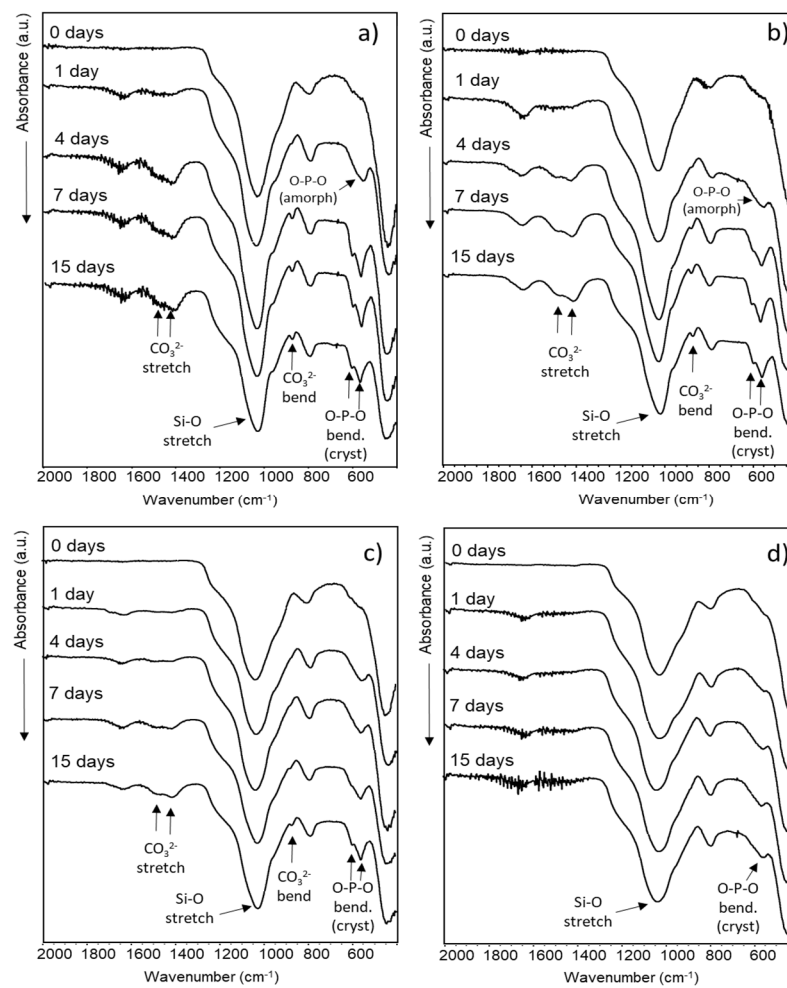 a)
0 days
1 day
4 days
7 days
15 days
O-P-O
(amorph)
CO₃²⁻
stretch
CO₃²⁻
bend
Si-O
stretch
O-P-O
bend.
(cryst)
Absorbance (a.u.)
2000 1800 1600 1400 1200 1000 800 600
Wavenumber (cm⁻¹)
b)
0 days
1 day
4 days
7 days
15 days
O-P-O
(amorph)
CO₃²⁻
stretch
CO₃²⁻
bend
Si-O
stretch
O-P-O
bend.
(cryst)
Absorbance (a.u.)
2000 1800 1600 1400 1200 1000 800 600
Wavenumber (cm⁻¹)
c)
0 days
1 day
4 days
7 days
15 days
CO₃²⁻
stretch
CO₃²⁻
bend
Si-O
stretch
O-P-O
bend.
(cryst)
Absorbance (a.u.)
2000 1800 1600 1400 1200 1000 800 600
Wavenumber (cm⁻¹)
d)
0 days
1 day
4 days
7 days
15 days
Si-O
stretch
O-P-O
bend.
(cryst)
Absorbance (a.u.)
2000 1800 1600 1400 1200 1000 800 600
Wavenumber (cm⁻¹)